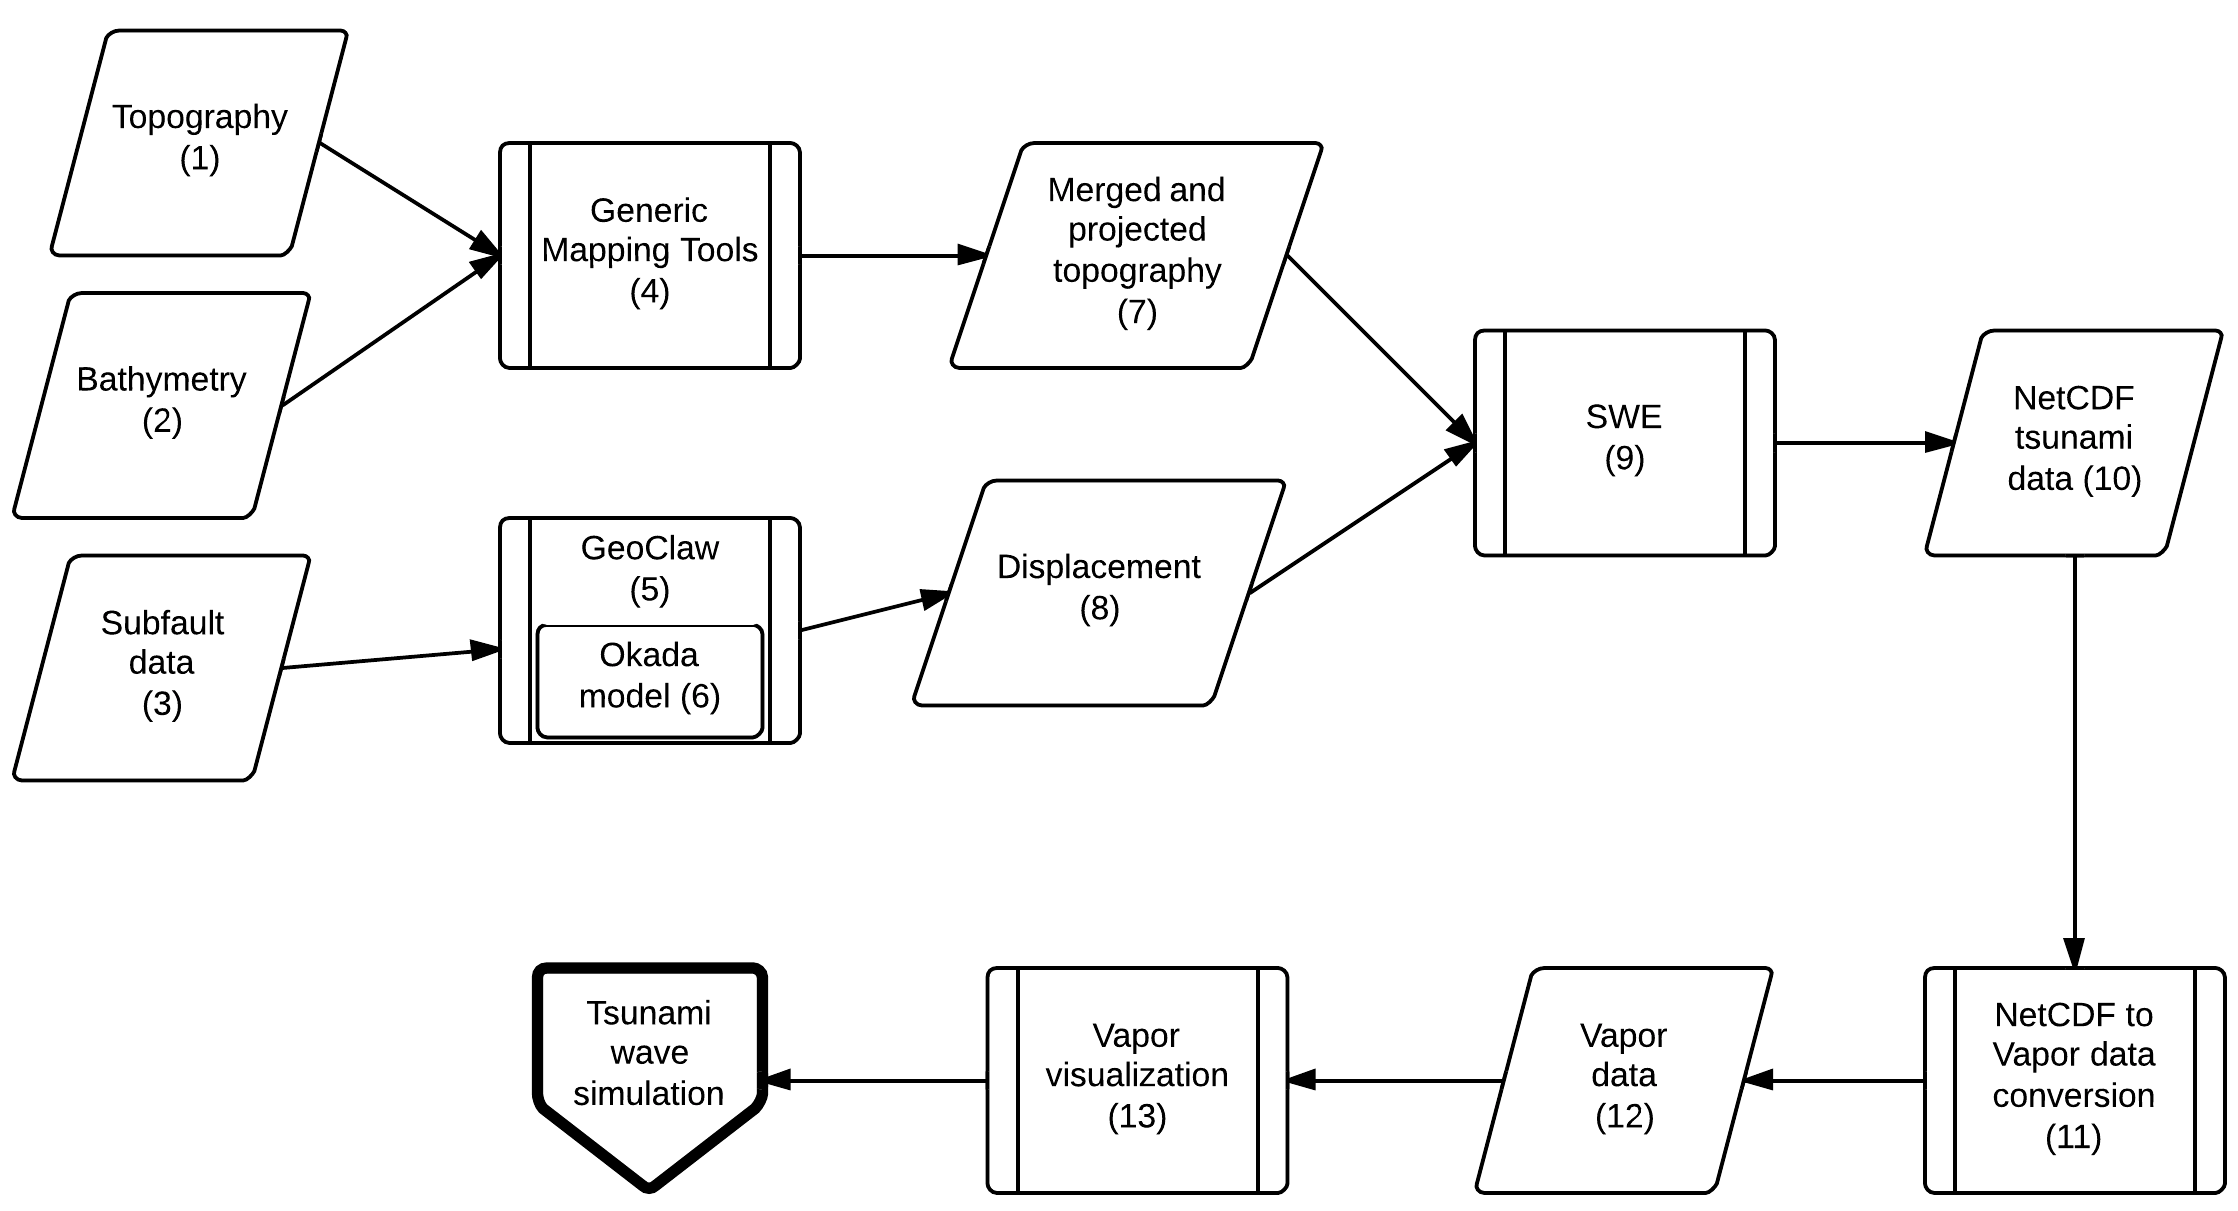 Topography
(1)
Bathymetry
(2)
Subfault
data
(3)
Generic
Mapping Tools
(4)
GeoClaw
(5)
Okada
model (6)
Merged and
projected
topography
(7)
Displacement
(8)
SWE
(9)
NetCDF
tsunami
data (10)
NetCDF to
Vapor data
conversion
(11)
Vapor
data
(12)
Vapor
visualization
(13)
Tsunami
wave
simulation